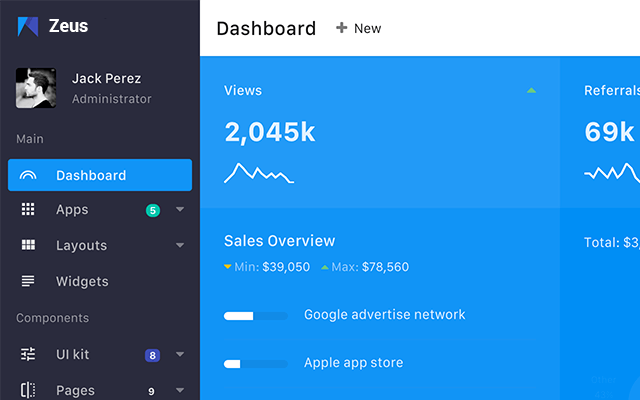 Zeus
Jack Perez
Administrator
Main
Dashboard
Apps 5
Layouts
Widgets
Components
UI kit 8
Pages 9
Dashboard + New
Views
2,045k
Referrals
69k
Sales Overview
Min: $39,050 Max: $78,560
Total: $3,
Google advertise network
Apple app store